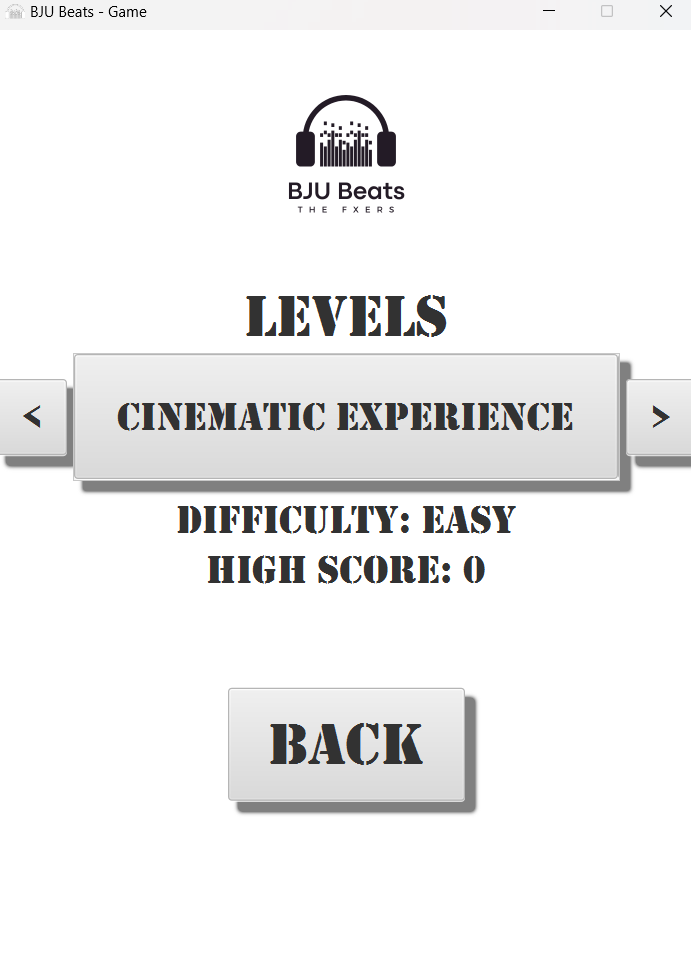 BJU Beats - Game
BJU Beats
THE FXERS
LEVELS
< CINEMATIC EXPERIENCE >
DIFFICULTY: EASY
HIGH SCORE: 0
BACK